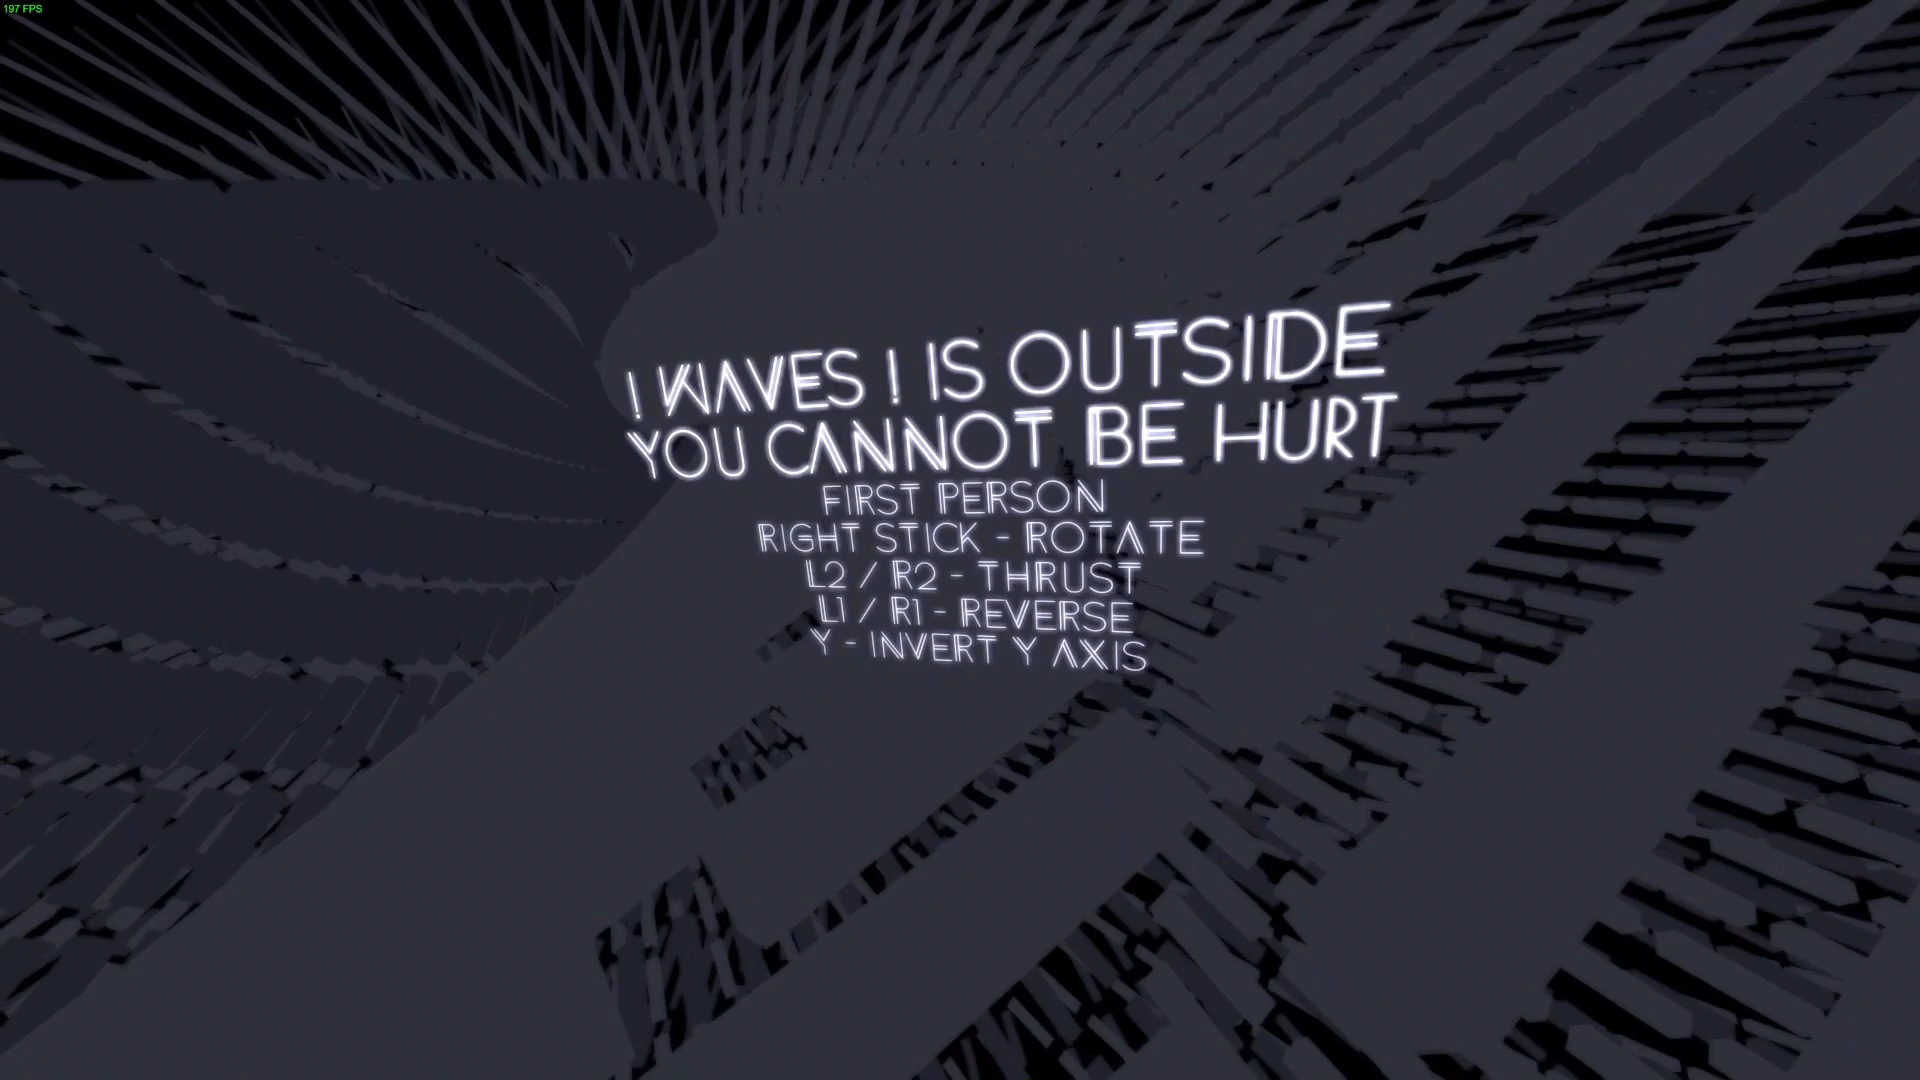 197 FPS
! WAVES ! IS OUTSIDE
YOU CANNOT BE HURT
FIRST PERSON
RIGHT STICK - ROTATE
L2 / R2 - THRUST
L1 / R1 - REVERSE
Y - INVERT Y AXIS